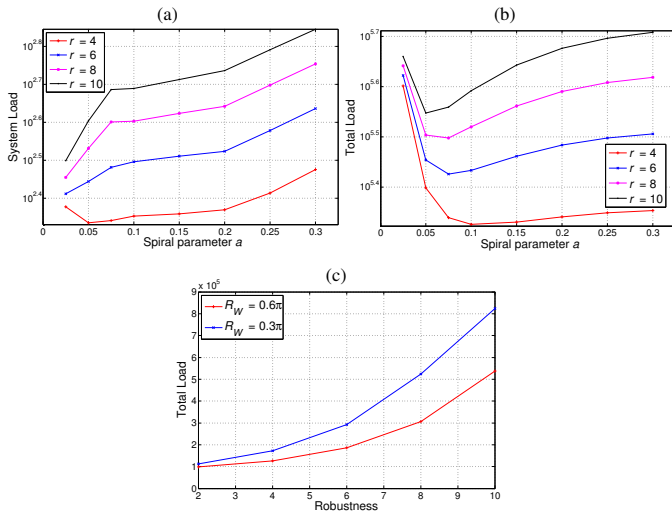 (a)
10^2.8
10^2.7
10^2.6
10^2.5
10^2.4
System Load
r = 4
r = 6
r = 8
r = 10
0 0.05 0.1 0.15 0.2 0.25 0.3
Spiral parameter a
(b)
10^5.7
10^5.6
10^5.5
10^5.4
Total Load
r = 4
r = 6
r = 8
r = 10
0 0.05 0.1 0.15 0.2 0.25 0.3
Spiral parameter a
(c)
x 10^5
9
8
7
6
5
4
3
2
1
0
Total Load
R_W = 0.6π
R_W = 0.3π
2 3 4 5 6 7 8 9 10
Robustness